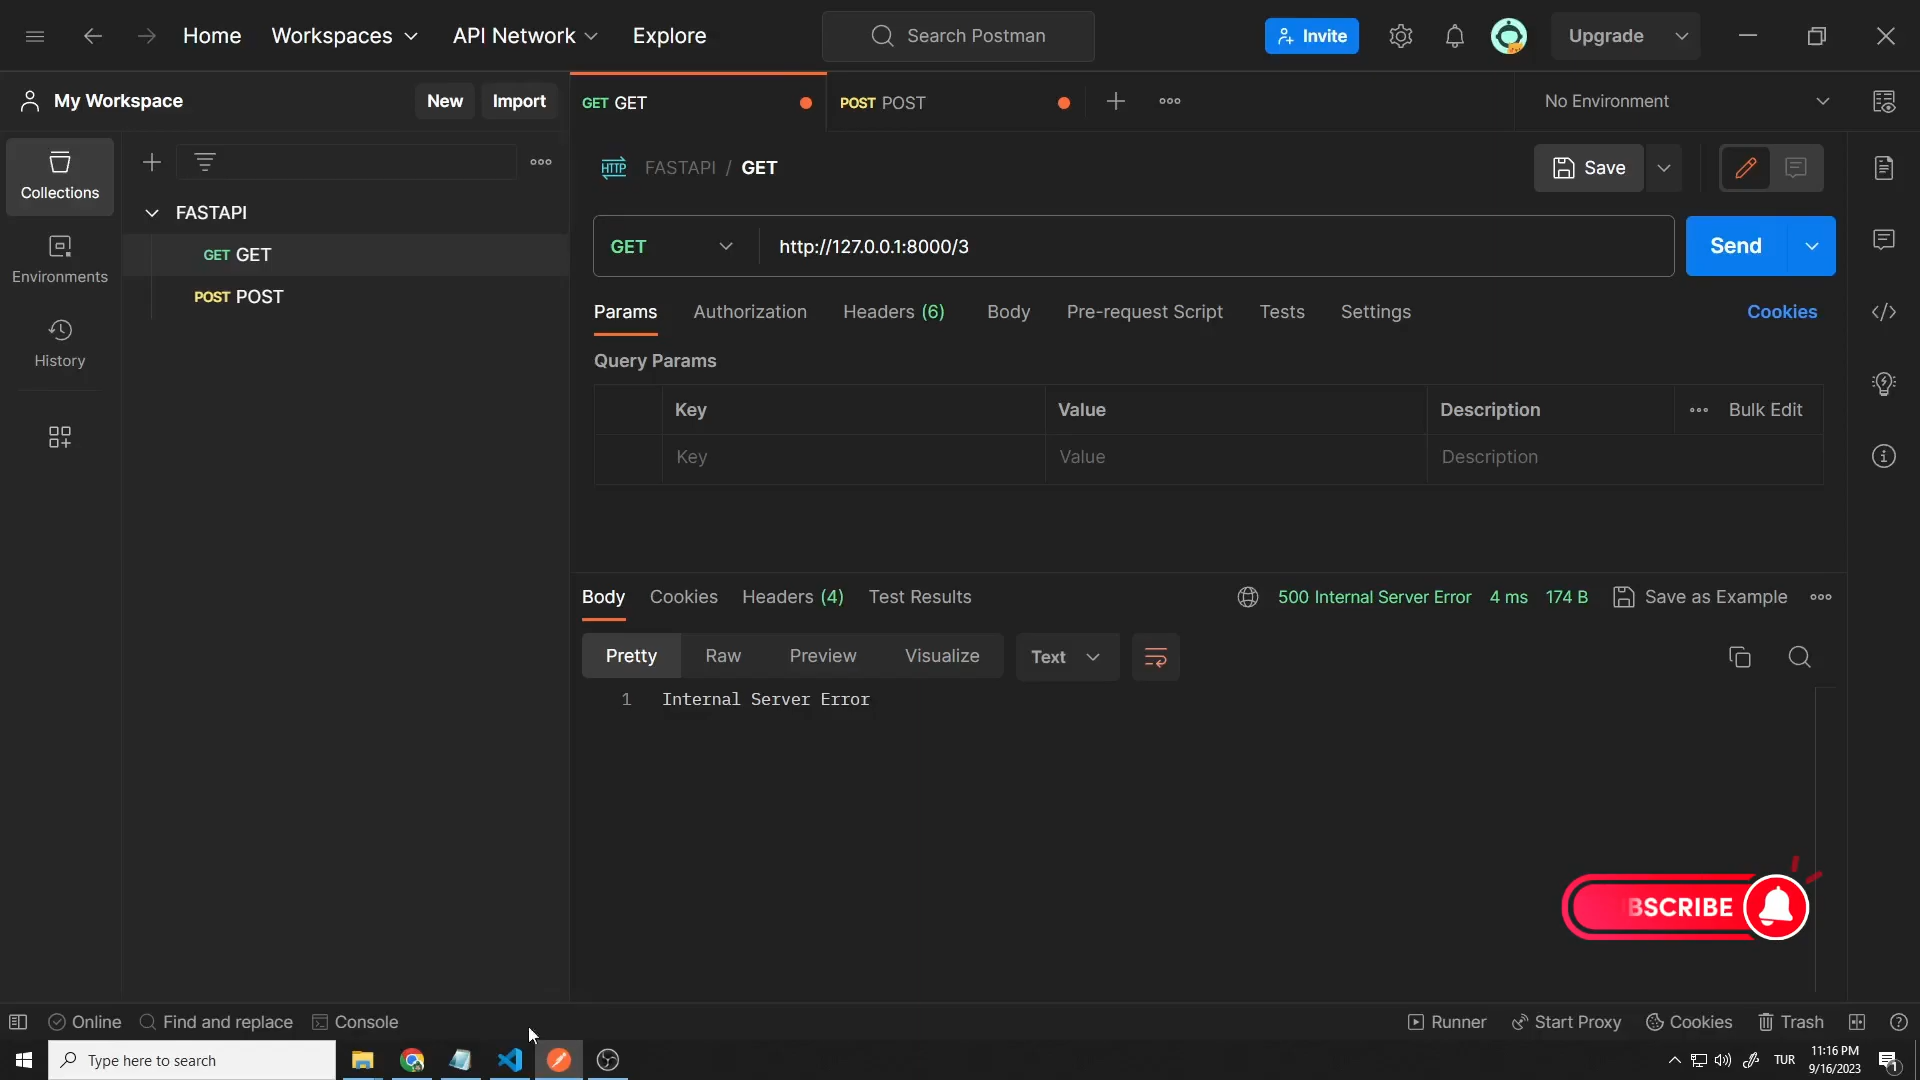 Home Workspaces API Network Explore Search Postman Invite Upgrade
My Workspace New Import GET GET POST POST No Environment
Collections
FASTAPI / GET Save
FASTAPI
GET GET
POST POST
Environments
History
GET http://127.0.0.1:8000/3 Send
Params Authorization Headers (6) Body Pre-request Script Tests Settings Cookies
Query Params
Key Value Description Bulk Edit
Key Value Description
Body Cookies Headers (4) Test Results 500 Internal Server Error 4 ms 174 B Save as Example
Pretty Raw Preview Visualize Text
1 Internal Server Error
BSCRIBE
Online Find and replace Console Runner Start Proxy Cookies Trash
Type here to search TUR 11:16 PM
9/16/2023
1